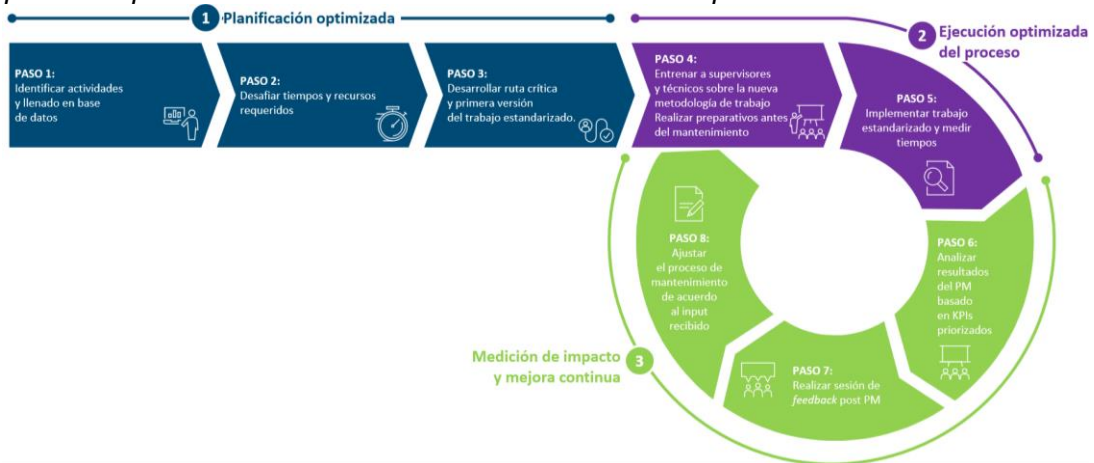 1
Planificación optimizada
2
Ejecución optimizada
del proceso
PASO 1:
Identificar actividades
y llenado en base
de datos
PASO 2:
Desafiar tiempos y recursos
requeridos
PASO 3:
Desarrollar ruta crítica
y primera versión
del trabajo estandarizado.
PASO 4:
Entrenar a supervisores
y técnicos sobre la nueva
metodología de trabajo
Realizar preparativos antes
del mantenimiento
PASO 5:
Implementar trabajo
estandarizado y medir
tiempos
PASO 6:
Analizar
resultados
del PM
basado
en KPIs
priorizados
PASO 7:
Realizar sesión de
feedback post PM
PASO 8:
Ajustar
el proceso de
mantenimiento
de acuerdo
al input
recibido
Medición de impacto
y mejora continua
3